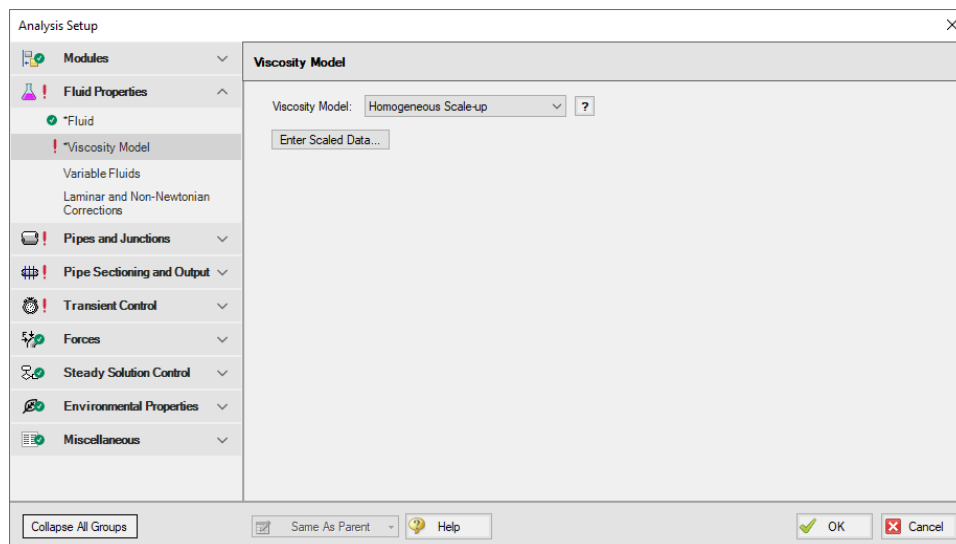 Analysis Setup
Modules
Fluid Properties
*Fluid
*Viscosity Model
Variable Fluids
Laminar and Non-Newtonian
Corrections
Pipes and Junctions
Pipe Sectioning and Output
Transient Control
Forces
Steady Solution Control
Environmental Properties
Miscellaneous
Collapse All Groups
Viscosity Model
Viscosity Model: Homogeneous Scale-up ?
Enter Scaled Data...
Same As Parent
Help
OK
Cancel